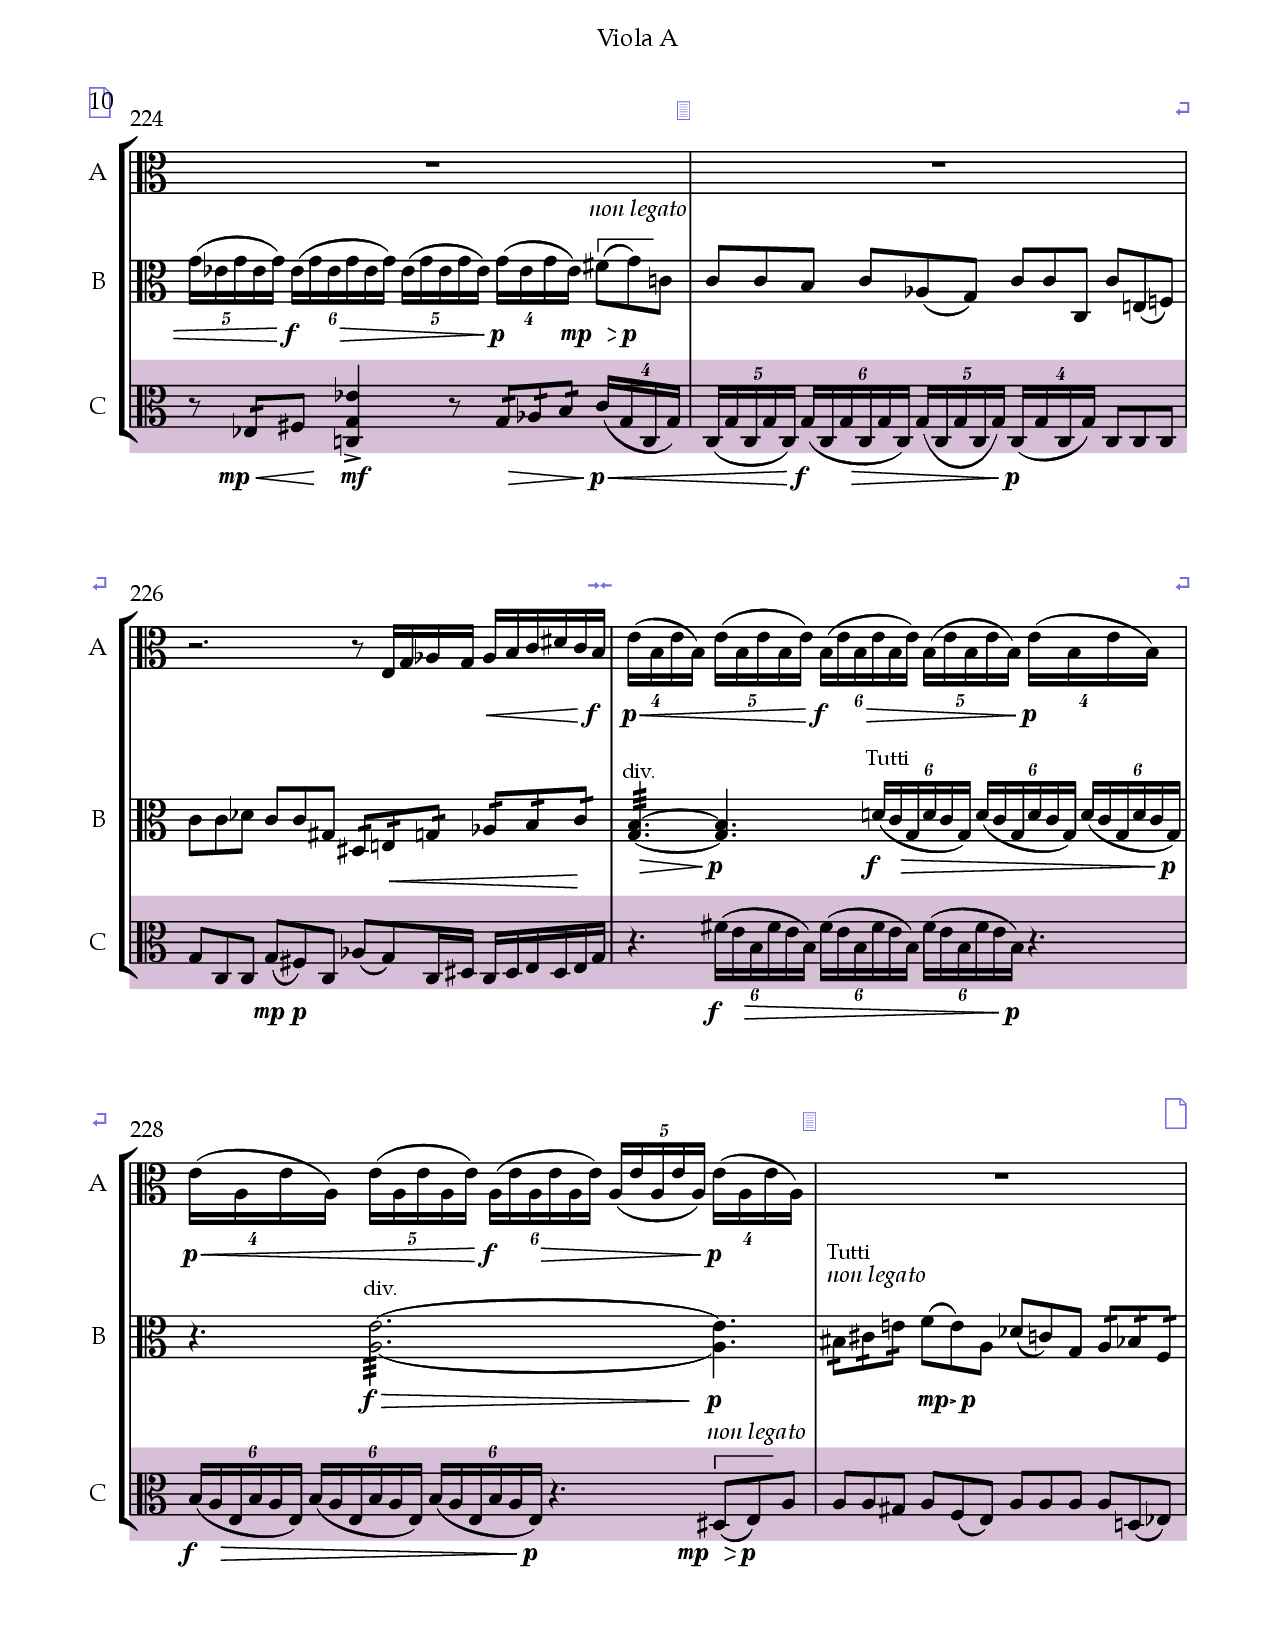 Viola A
10
224
A
non legato
B
5 6 5 4
f p mp > p
4
C
5 6 5 4
mp mf p f p
226
A
f p f p
4 5 6 5 4
div. Tutti
6 6 6
B
p f p
C
mp p f p
6 6 6
228
5
A
4 5 6 4
p f p
Tutti
div. non legato
B
f p mp p
non legato
6 6 6
C
f p mp > p